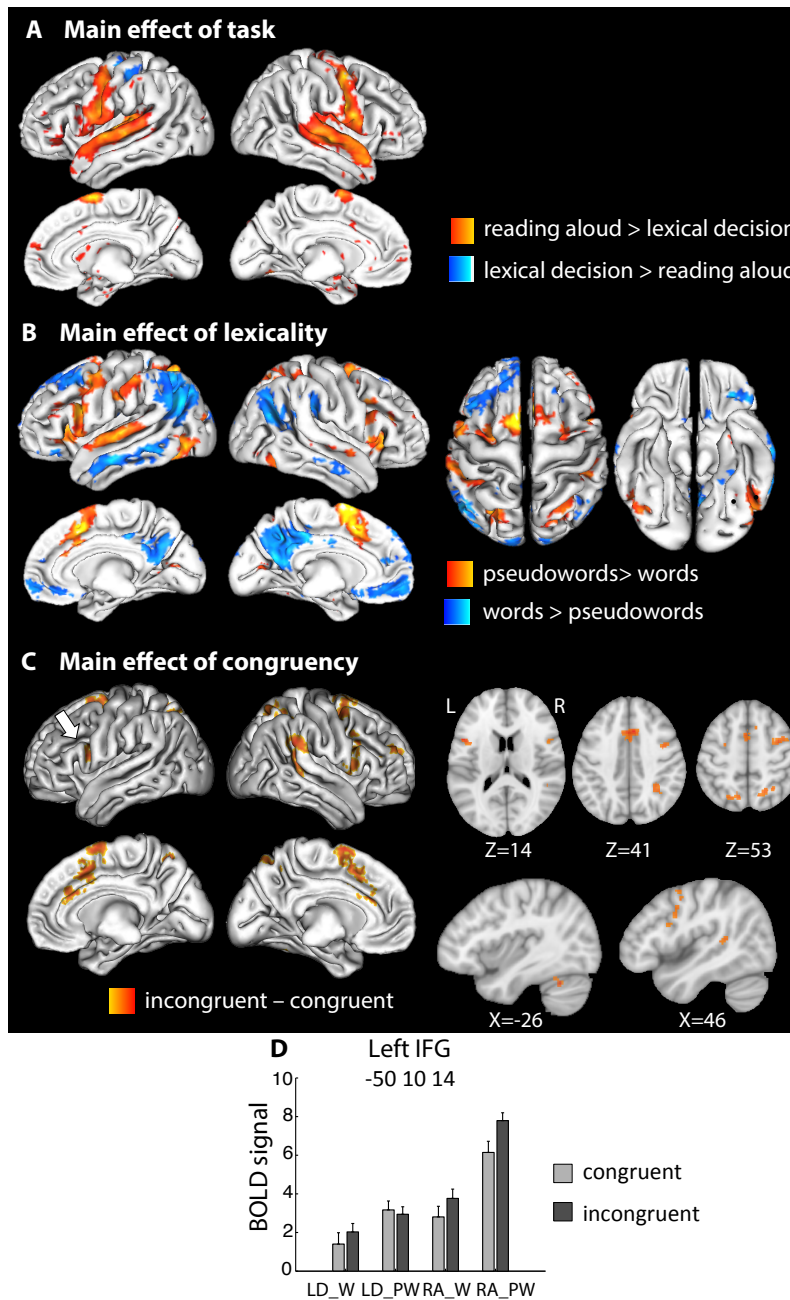 A Main effect of task
reading aloud > lexical decision
lexical decision > reading aloud
B Main effect of lexicality
pseudowords> words
words > pseudowords
C Main effect of congruency
L R
Z=14 Z=41 Z=53
incongruent – congruent
X=-26 X=46
D Left IFG
-50 10 14
BOLD signal
10
8
6
4
2
0
congruent
incongruent
LD_W LD_PW RA_W RA_PW